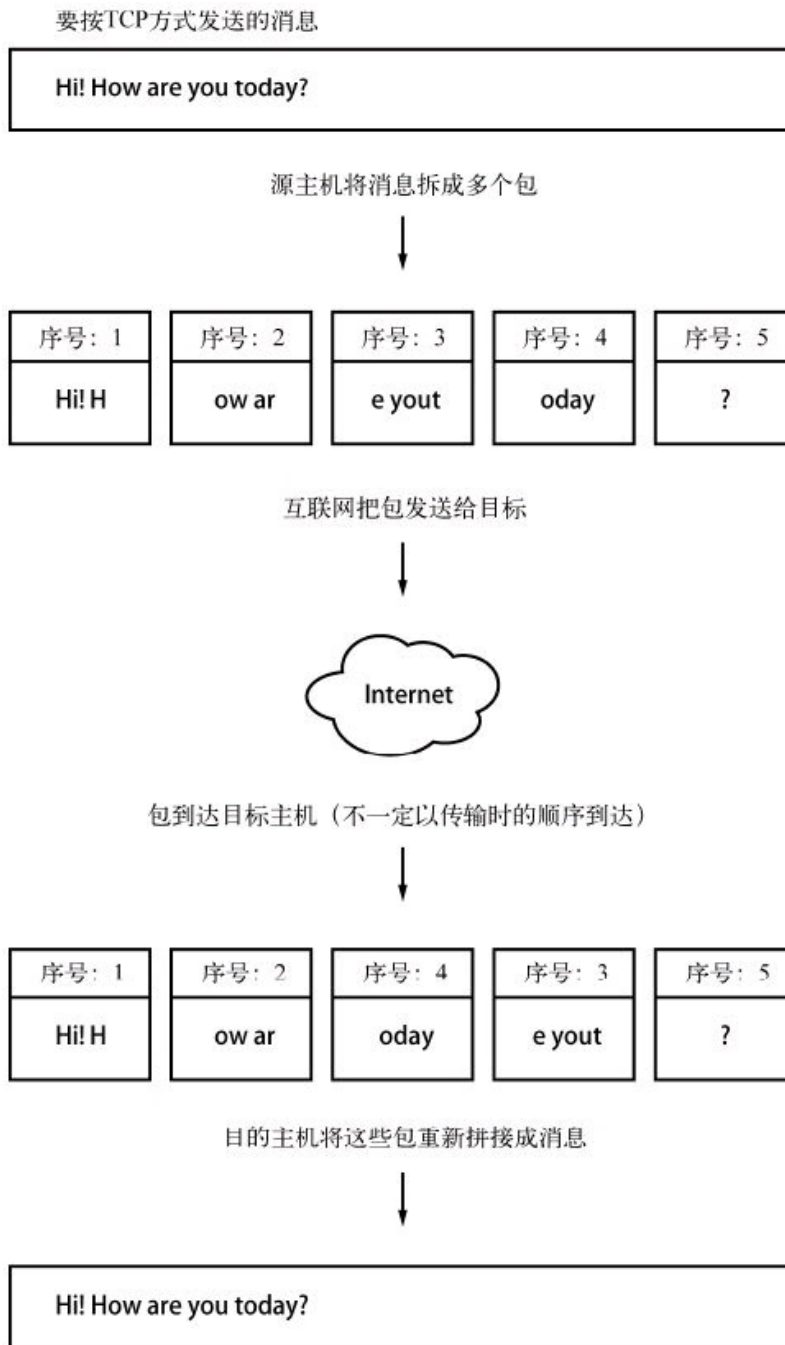 要按TCP方式发送的消息
Hi! How are you today?
源主机将消息拆成多个包
序号：1 序号：2 序号：3 序号：4 序号：5
Hi! H ow ar e yout oday ?
互联网把包发送给目标
Internet
包到达目标主机（不一定以传输时的顺序到达）
序号：1 序号：2 序号：4 序号：3 序号：5
Hi! H ow ar oday e yout ?
目的主机将这些包重新拼接成消息
Hi! How are you today?